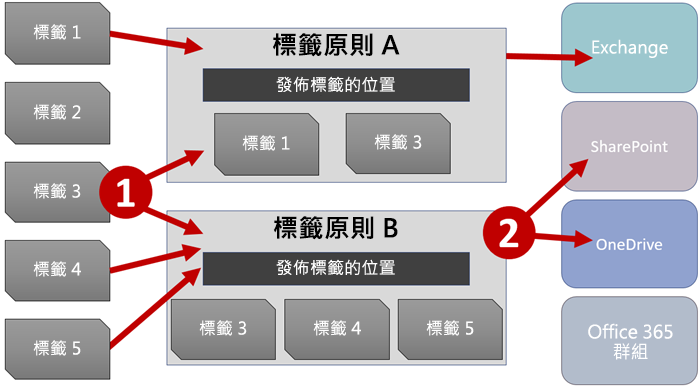 標籤 1
標籤 2
標籤 3
標籤 4
標籤 5
1
標籤原則 A
發佈標籤的位置
標籤 1
標籤 3
標籤原則 B
發佈標籤的位置
標籤 3
標籤 4
標籤 5
2
Exchange
SharePoint
OneDrive
Office 365
群組